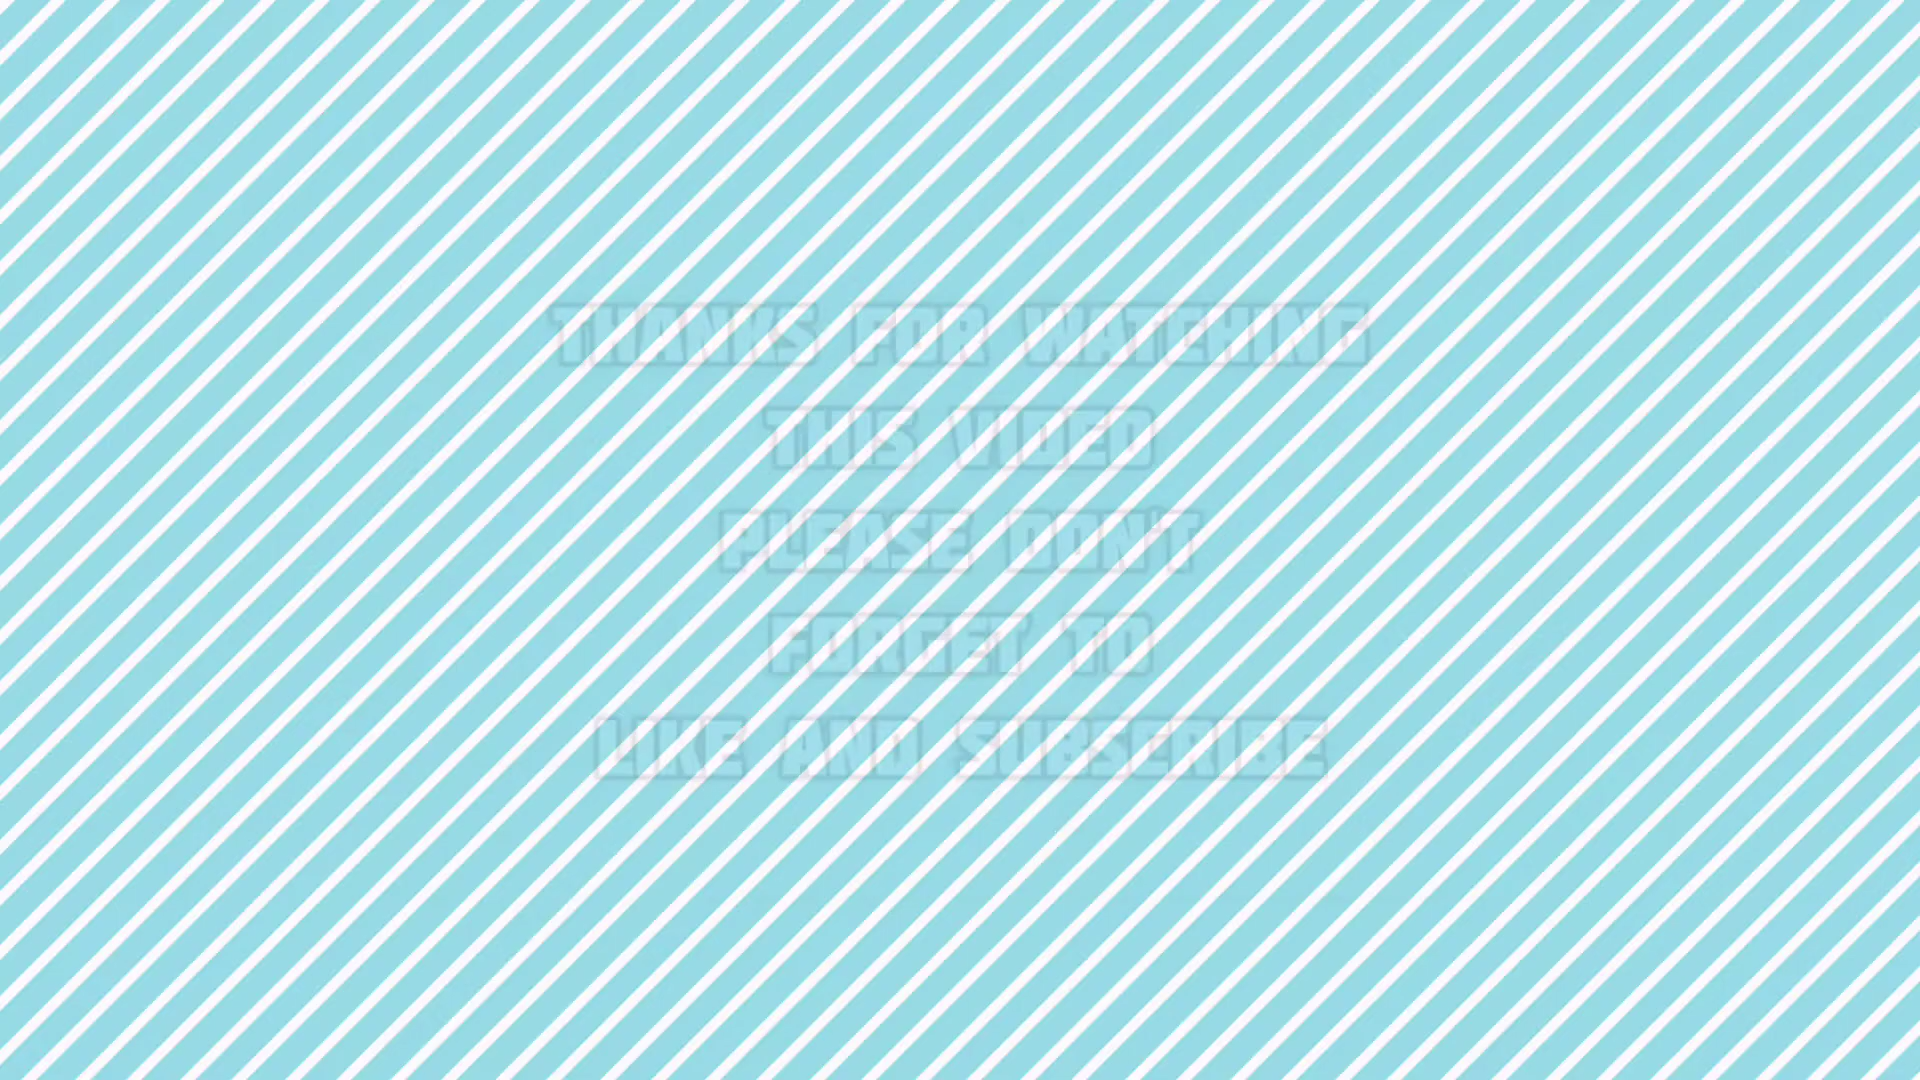 THANKS FOR WATCHING
THIS VIDEO
PLEASE DON'T
FORGET TO
LIKE AND SUBSCRIBE